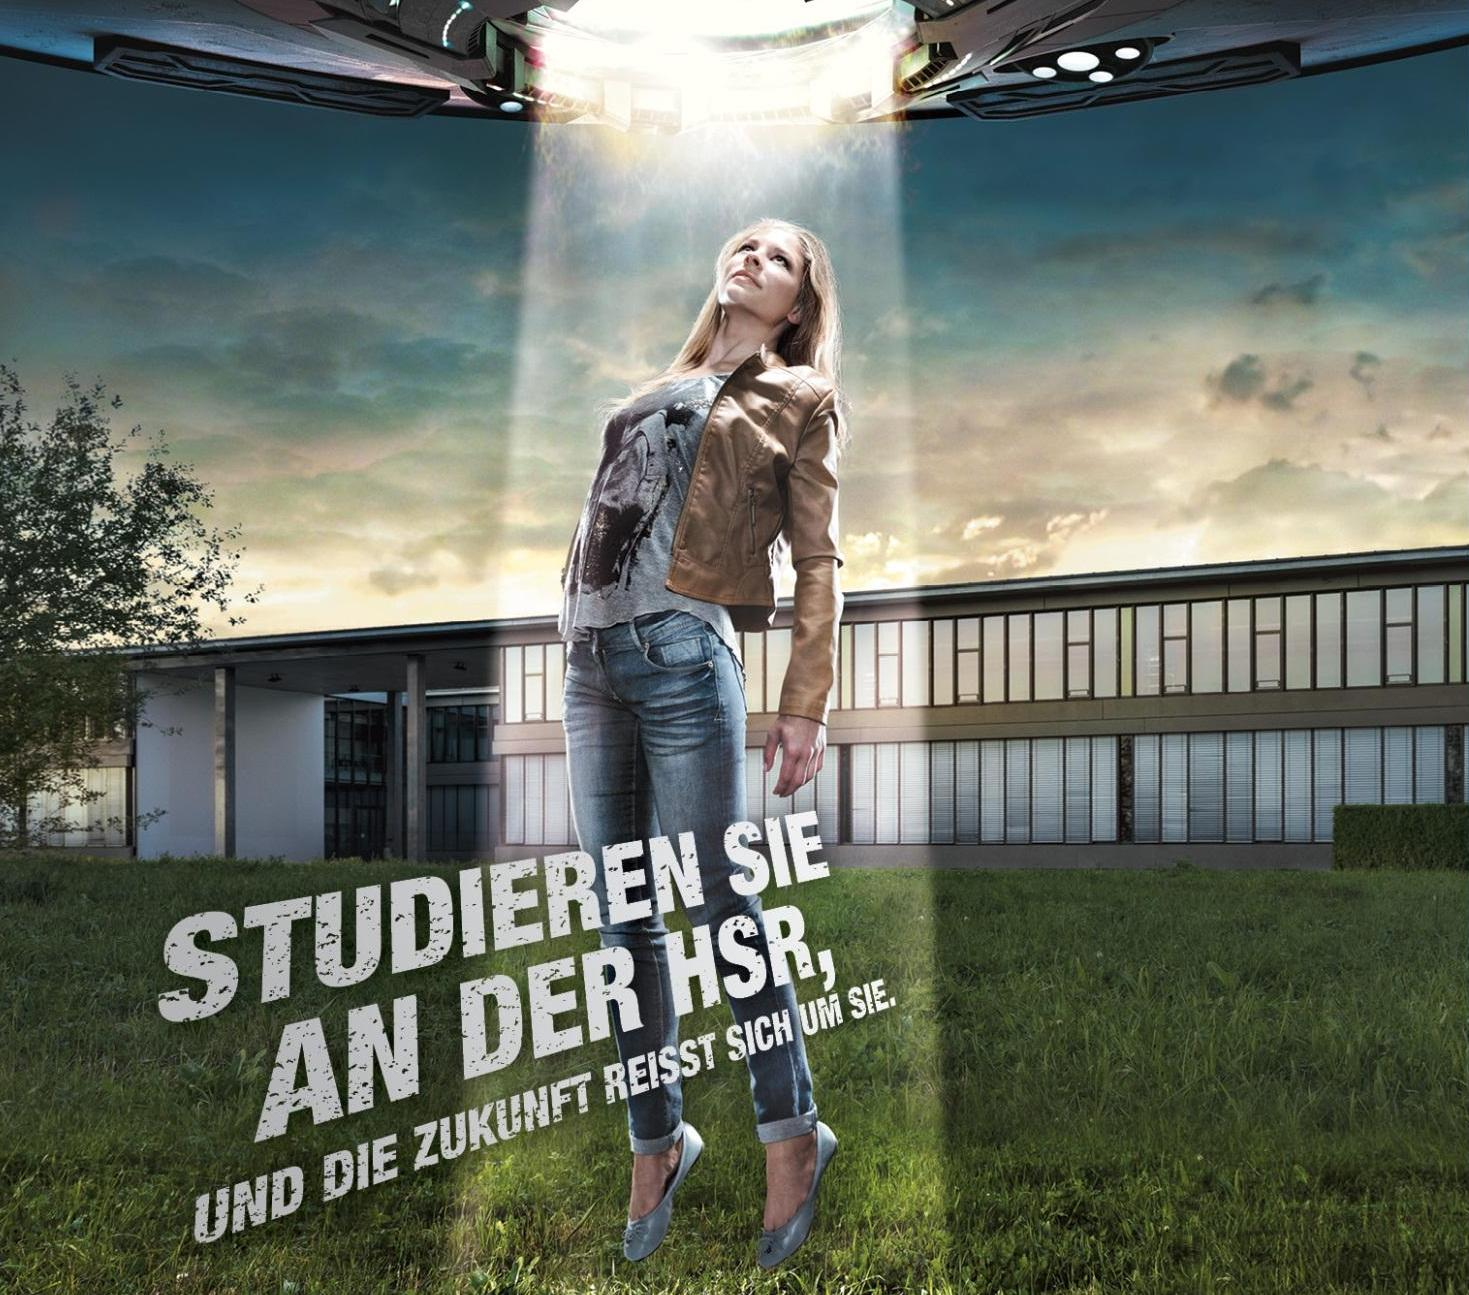 STUDIEREN SIE
AN DER HSR,
UND DIE ZUKUNFT REISST SICH UM SIE.